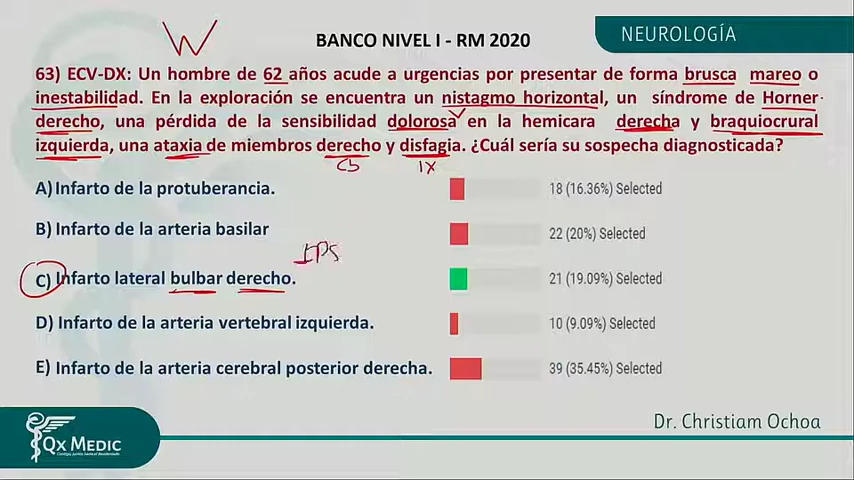 W
BANCO NIVEL I - RM 2020
NEUROLOGÍA
63) ECV-DX: Un hombre de 62 años acude a urgencias por presentar de forma brusca mareo o
inestabilidad. En la exploración se encuentra un nistagmo horizontal, un síndrome de Horner
derecho, una pérdida de la sensibilidad dolorosa en la hemicara derecha y braquiocrural
izquierda, una ataxia de miembros derecho y disfagia. ¿Cuál sería su sospecha diagnosticada?
IX
A) Infarto de la protuberancia.
18 (16.36%) Selected
B) Infarto de la arteria basilar
22 (20%) Selected
C) Infarto lateral bulbar derecho.
21 (19.09%) Selected
D) Infarto de la arteria vertebral izquierda.
10 (9.09%) Selected
E) Infarto de la arteria cerebral posterior derecha.
39 (35.45%) Selected
Dr. Christiam Ochoa
QX MEDIC